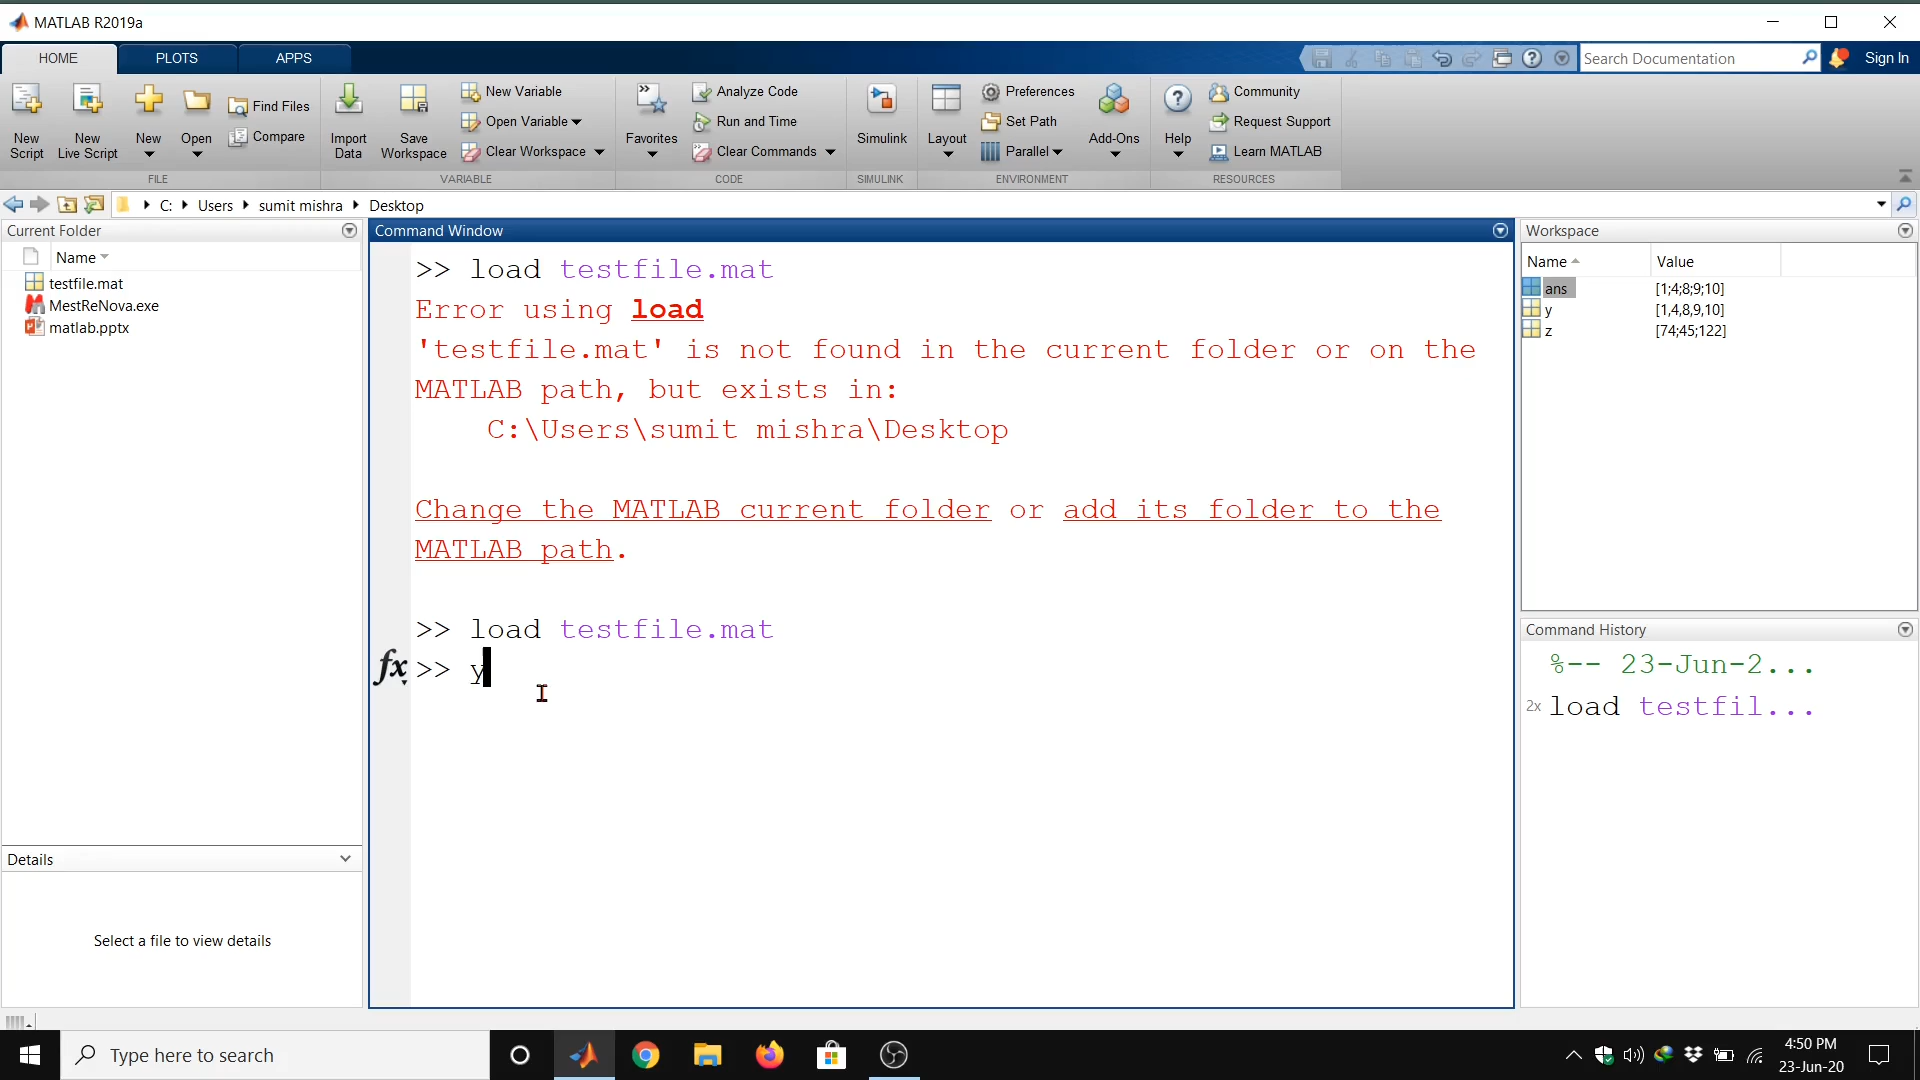 MATLAB R2019a
HOME PLOTS APPS
Search Documentation
Sign In
New Script
New Live Script
New
Open
Find Files
Compare
Import Data
Save Workspace
New Variable
Open Variable
Clear Workspace
Favorites
Analyze Code
Run and Time
Clear Commands
Simulink
Layout
Preferences
Set Path
Parallel
Add-Ons
Help
Community
Request Support
Learn MATLAB
FILE VARIABLE CODE SIMULINK ENVIRONMENT RESOURCES
C: Users sumit mishra Desktop
Current Folder
Name
testfile.mat
MestReNova.exe
matlab.pptx
Details
Select a file to view details
Command Window
>> load testfile.mat
Error using load
'testfile.mat' is not found in the current folder or on the
MATLAB path, but exists in:
C:\Users\sumit mishra\Desktop
Change the MATLAB current folder or add its folder to the
MATLAB path.
>> load testfile.mat
fx >> y
Workspace
Name Value
ans [1;4;8;9;10]
y [1,4,8,9,10]
z [74;45;122]
Command History
%-- 23-Jun-2...
2x load testfil...
Type here to search
4:50 PM
23-Jun-20